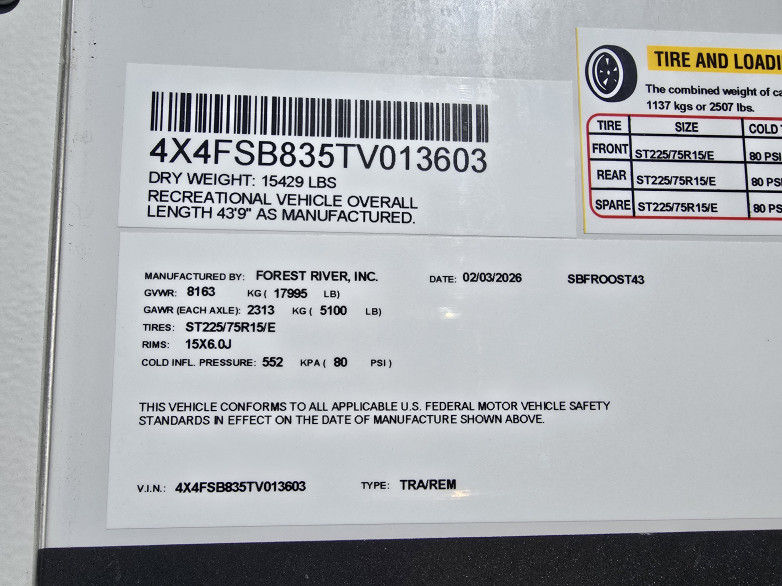 4X4FSB835TV013603
DRY WEIGHT: 15429 LBS
RECREATIONAL VEHICLE OVERALL
LENGTH 43'9" AS MANUFACTURED.
TIRE AND LOADI
The combined weight of ca
1137 kgs or 2507 lbs.
TIRE SIZE COLD T
FRONT ST225/75R15/E 80 PSI
REAR ST225/75R15/E 80 PS
SPARE ST225/75R15/E 80 PS
MANUFACTURED BY: FOREST RIVER, INC. DATE: 02/03/2026 SBFROOST43
GVWR: 8163 KG ( 17995 LB)
GAWR (EACH AXLE): 2313 KG ( 5100 LB)
TIRES: ST225/75R15/E
RIMS: 15X6.0J
COLD INFL. PRESSURE: 552 KPA ( 80 PSI )
THIS VEHICLE CONFORMS TO ALL APPLICABLE U.S. FEDERAL MOTOR VEHICLE SAFETY
STANDARDS IN EFFECT ON THE DATE OF MANUFACTURE SHOWN ABOVE.
V.I.N.: 4X4FSB835TV013603 TYPE: TRA/REM